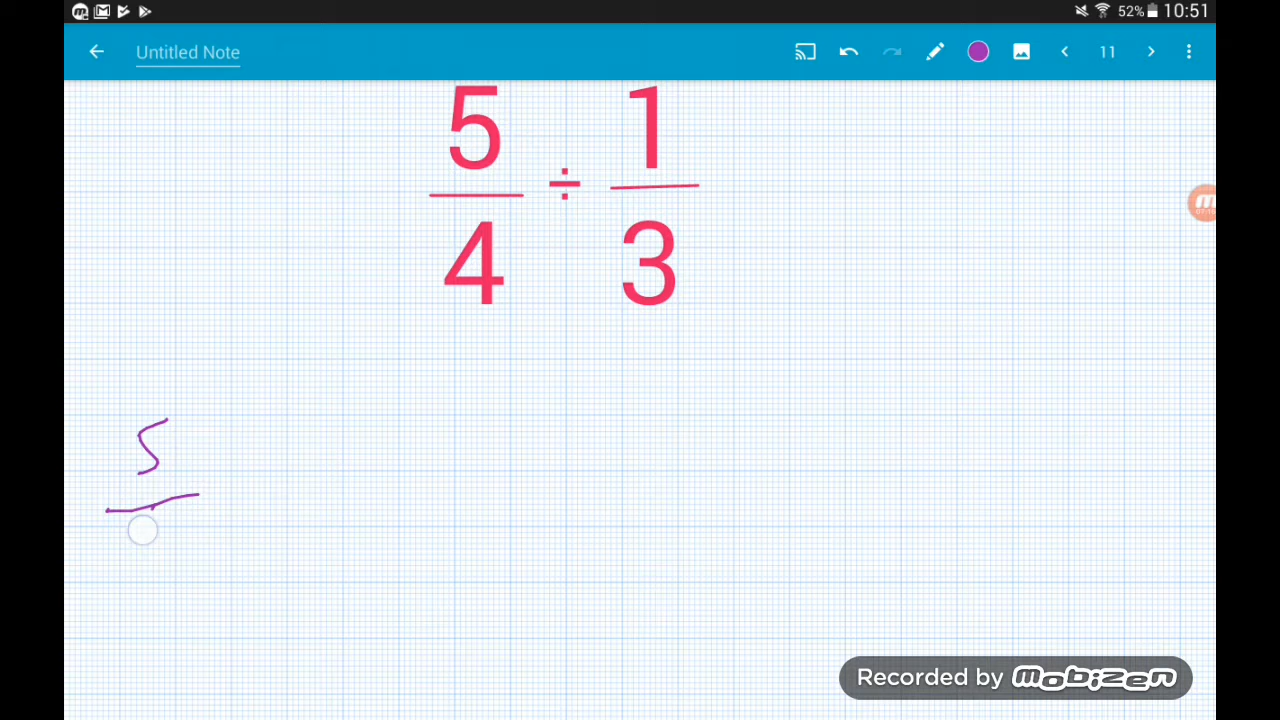 52% 10:51
Untitled Note 11
5 ÷ 1
4 3
5
Recorded by mobizen